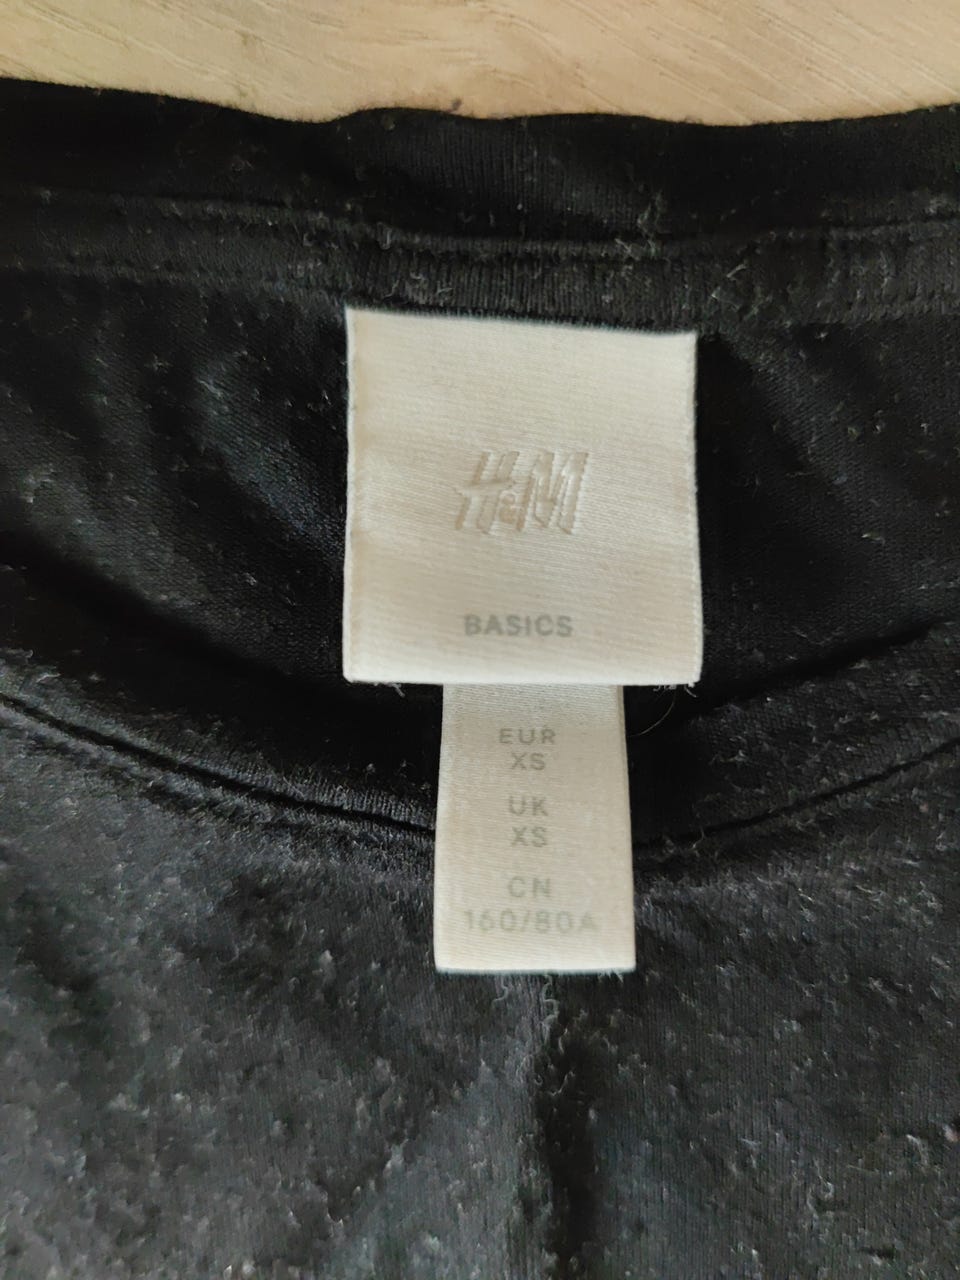 H&M
BASICS
EUR
XS
UK
XS
CN
160/80A